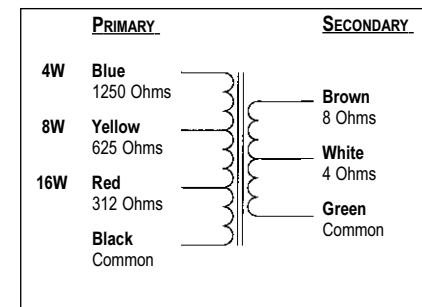 PRIMARY
SECONDARY
4W Blue
1250 Ohms
8W Yellow
625 Ohms
16W Red
312 Ohms
Black
Common
Brown
8 Ohms
White
4 Ohms
Green
Common